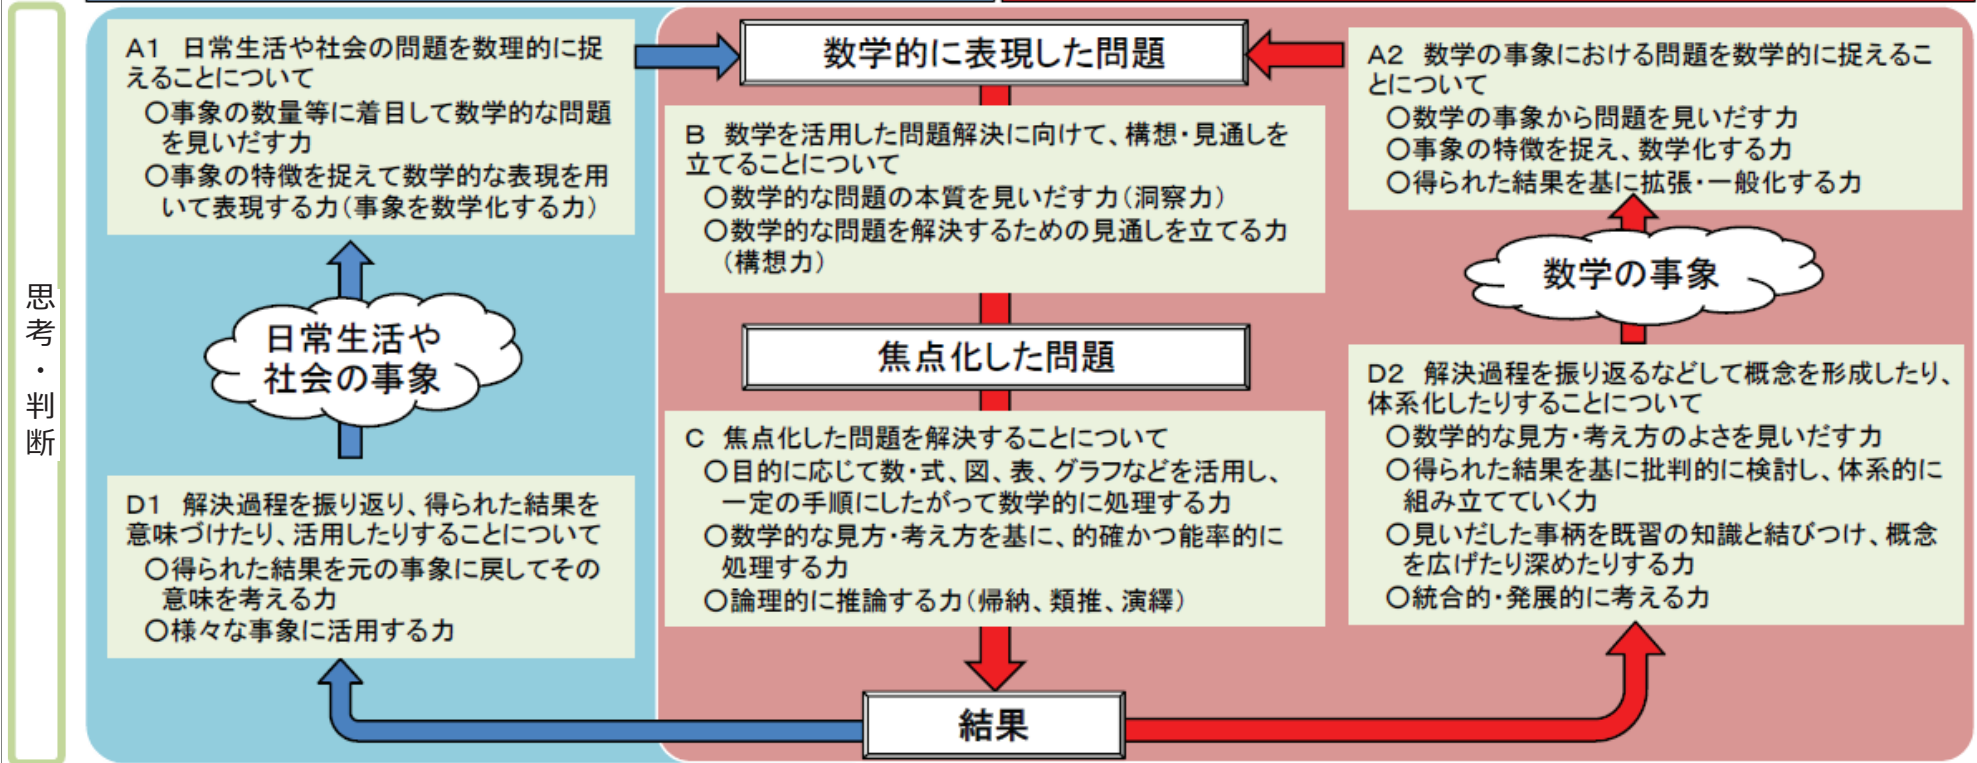 思考・判断
A1　日常生活や社会の問題を数理的に捉
えることについて
○事象の数量等に着目して数学的な問題
を見いだす力
○事象の特徴を捉えて数学的な表現を用
いて表現する力（事象を数学化する力）
日常生活や
社会の事象
D1　解決過程を振り返り、得られた結果を
意味づけたり、活用したりすることについて
○得られた結果を元の事象に戻してその
意味を考える力
○様々な事象に活用する力
数学的に表現した問題
B　数学を活用した問題解決に向けて、構想・見通しを
立てることについて
○数学的な問題の本質を見いだす力（洞察力）
○数学的な問題を解決するための見通しを立てる力
（構想力）
焦点化した問題
C　焦点化した問題を解決することについて
○目的に応じて数・式、図、表、グラフなどを活用し、
一定の手順にしたがって数学的に処理する力
○数学的な見方・考え方を基に、的確かつ能率的に
処理する力
○論理的に推論する力（帰納、類推、演繹）
結果
A2　数学の事象における問題を数学的に捉えるこ
とについて
○数学の事象から問題を見いだす力
○事象の特徴を捉え、数学化する力
○得られた結果を基に拡張・一般化する力
数学の事象
D2　解決過程を振り返るなどして概念を形成したり、
体系化したりすることについて
○数学的な見方・考え方のよさを見いだす力
○得られた結果を基に批判的に検討し、体系的に
組み立てていく力
○見いだした事柄を既習の知識と結びつけ、概念
を広げたり深めたりする力
○統合的・発展的に考える力